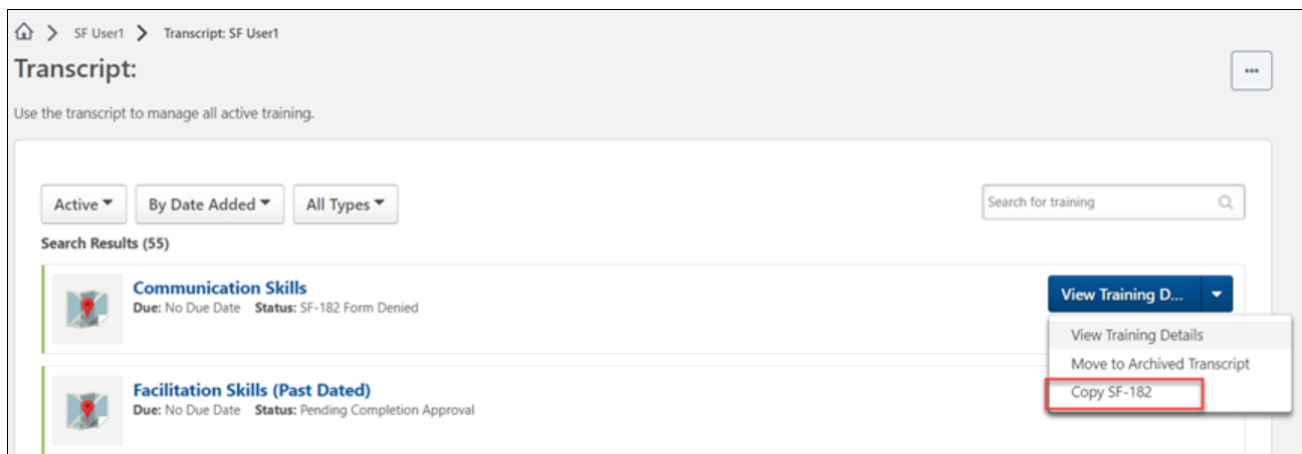 SF User1 Transcript: SF User1
Transcript:
...
Use the transcript to manage all active training.
Active By Date Added All Types Search for training
Search Results (55)
Communication Skills
Due: No Due Date Status: SF-182 Form Denied
View Training D...
View Training Details
Move to Archived Transcript
Copy SF-182
Facilitation Skills (Past Dated)
Due: No Due Date Status: Pending Completion Approval